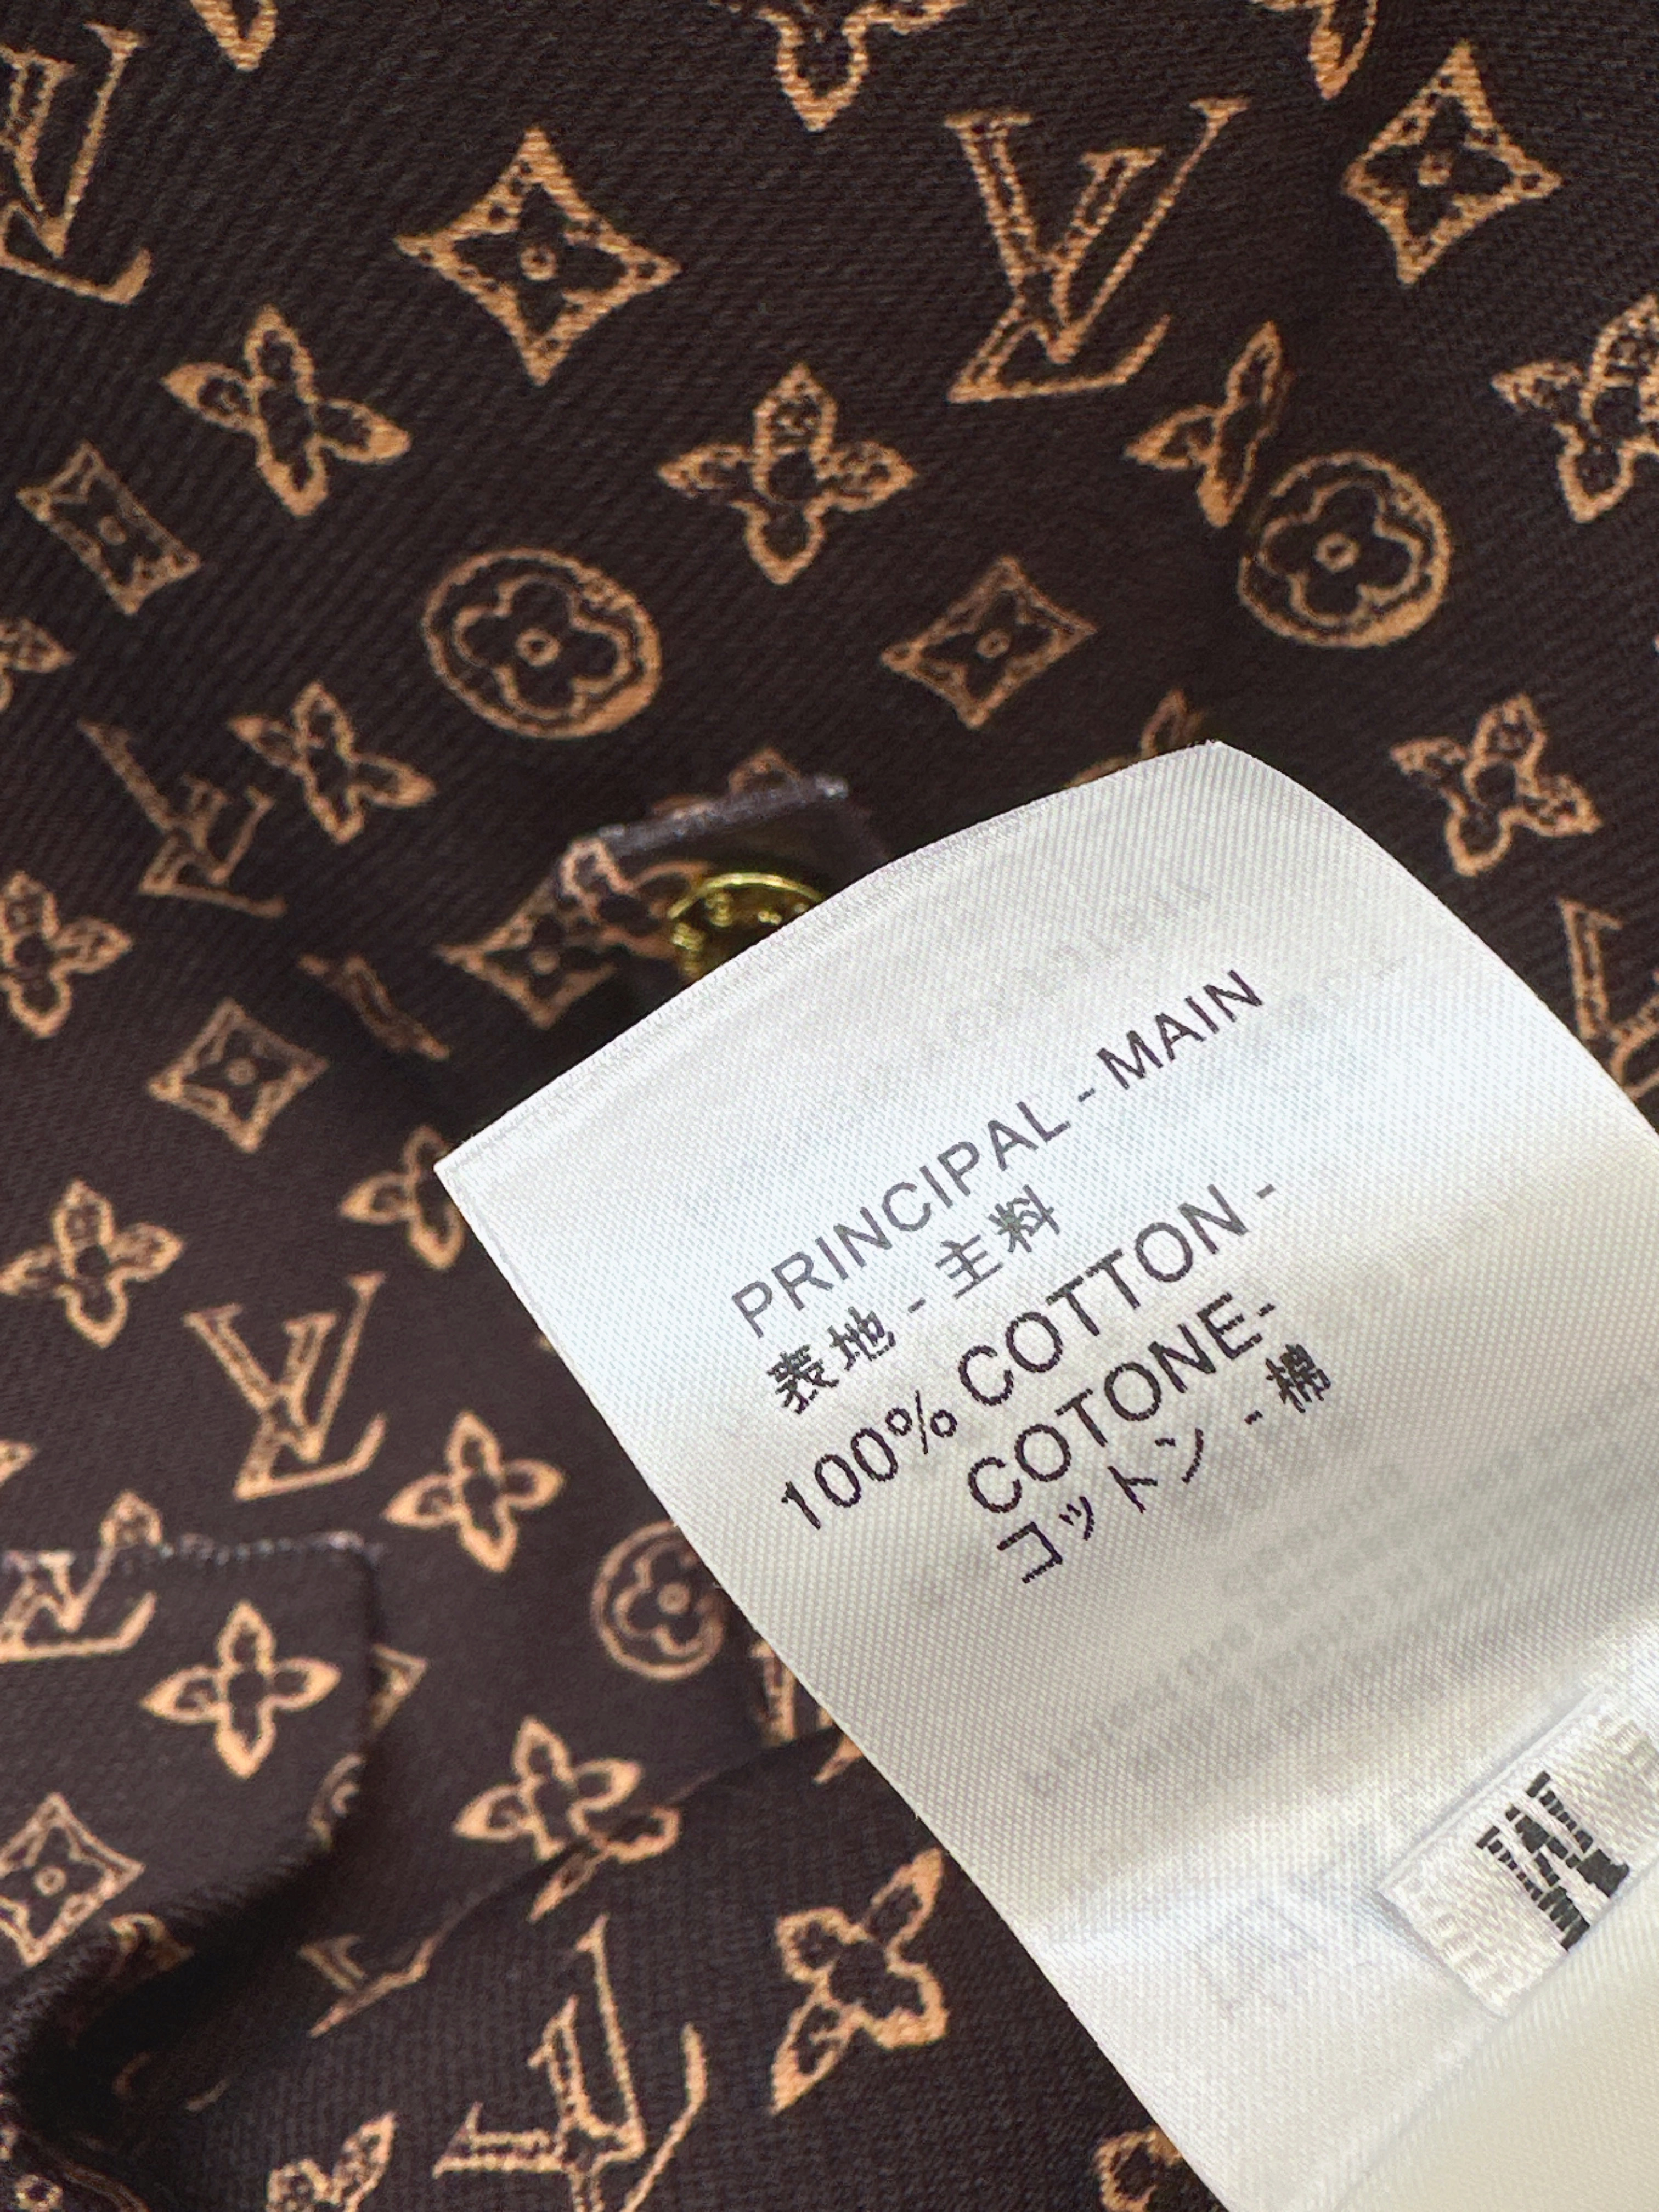 PRINCIPAL - MAIN
表地 - 主料
100% COTTON -
COTONE-
コットン - 棉
M